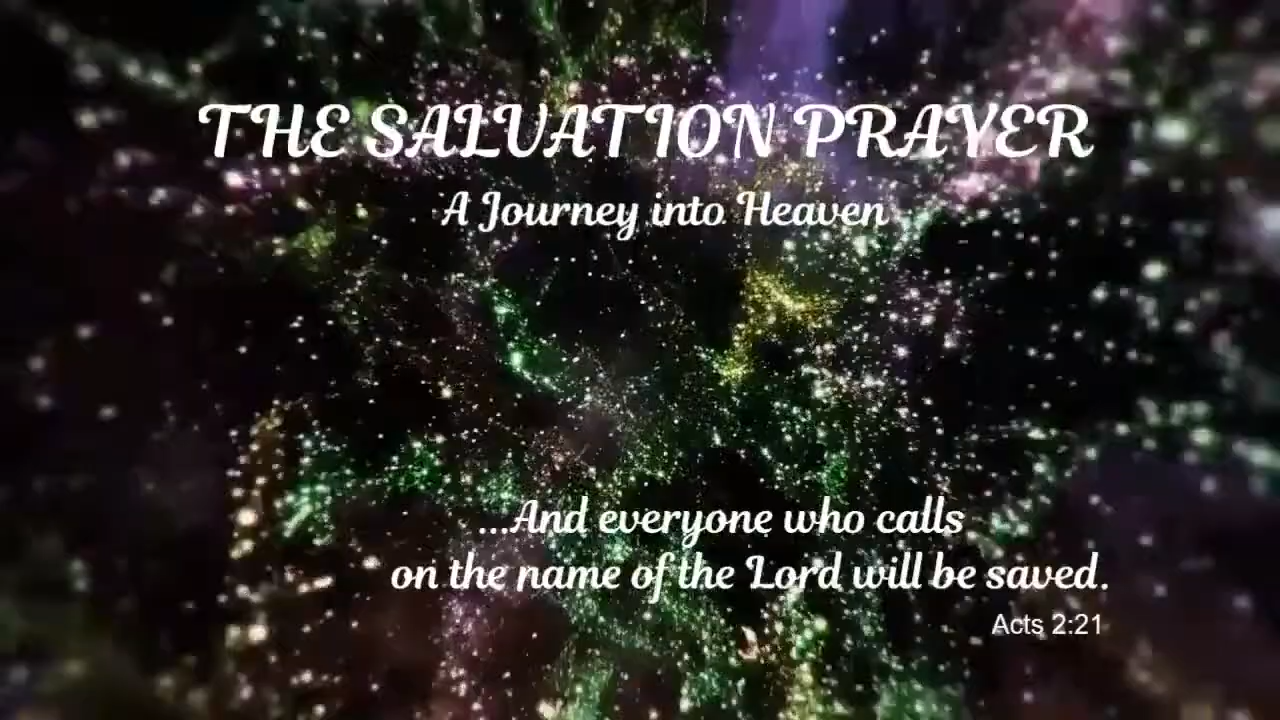 THE SALVATION PRAYER
A Journey into Heaven
...And everyone who calls
on the name of the Lord will be saved.
Acts 2:21